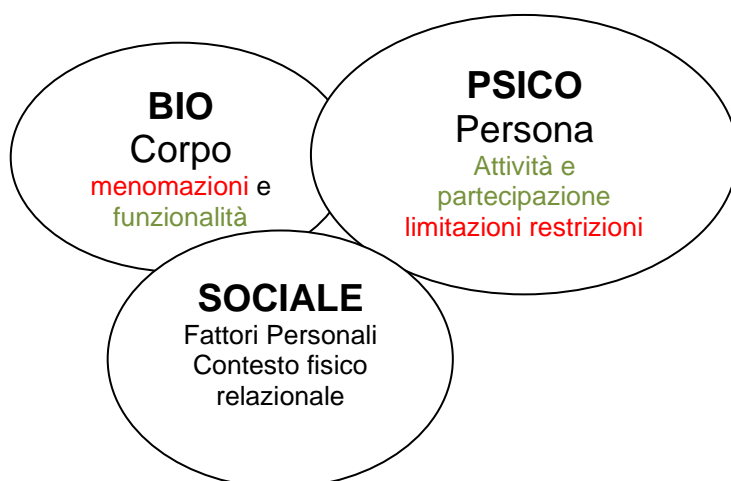 BIO
Corpo
menomazioni e
funzionalità
PSICO
Persona
Attività e
partecipazione
limitazioni restrizioni
SOCIALE
Fattori Personali
Contesto fisico
relazionale